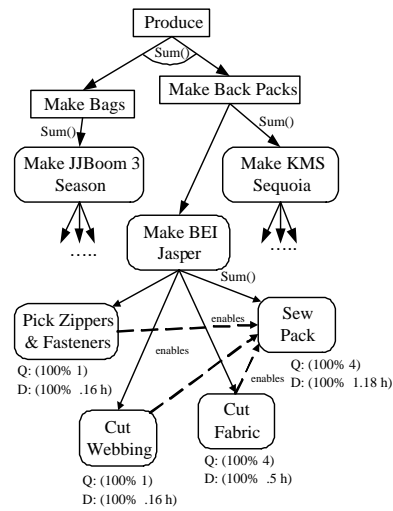 Produce
Sum()
Make Bags
Make Back Packs
Sum()
Sum()
Make JJBoom 3
Season
Make KMS
Sequoia
.....
.....
Make BEI
Jasper
Sum()
Pick Zippers
& Fasteners
enables
Sew
Pack
Q: (100% 1)
D: (100% .16 h)
enables
enables
Q: (100% 4)
D: (100% 1.18 h)
Cut
Webbing
Cut
Fabric
Q: (100% 1)
D: (100% .16 h)
Q: (100% 4)
D: (100% .5 h)